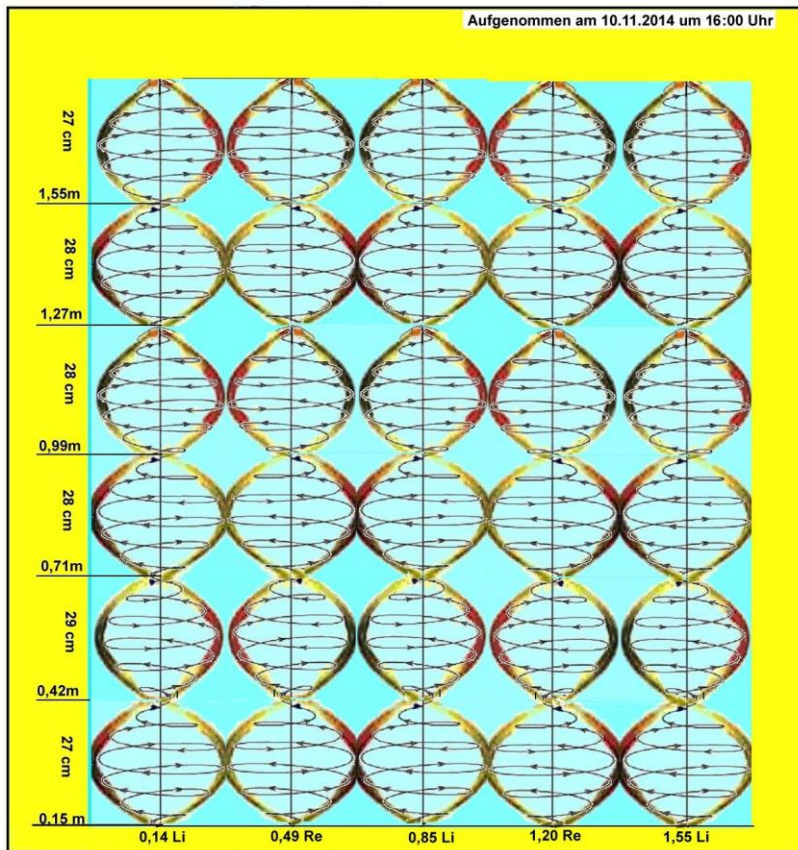 Aufgenommen am 10.11.2014 um 16:00 Uhr
27 cm
1,55m
28 cm
1,27m
28 cm
0,99m
28 cm
0,71m
29 cm
0,42m
27 cm
0,15 m
0,14 Li 0,49 Re 0,85 Li 1,20 Re 1,55 Li